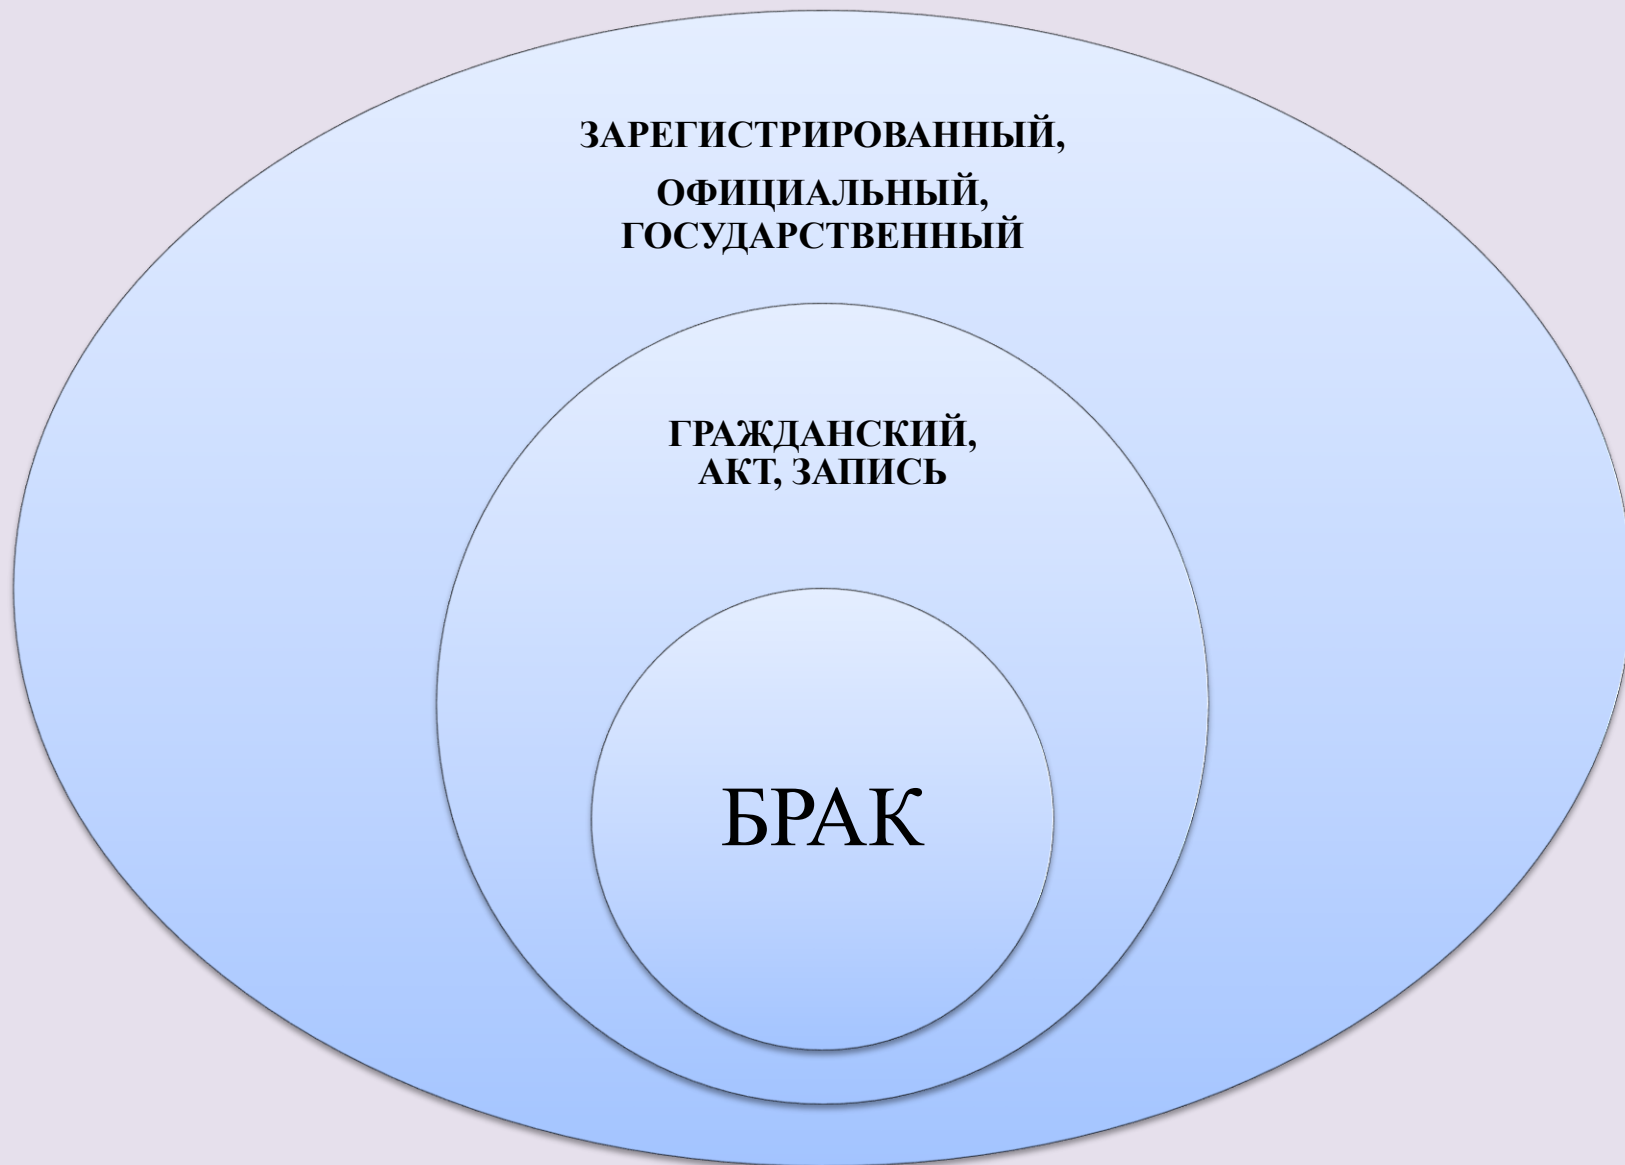 ЗАРЕГИСТРИРОВАННЫЙ,
ОФИЦИАЛЬНЫЙ,
ГОСУДАРСТВЕННЫЙ
ГРАЖДАНСКИЙ,
АКТ, ЗАПИСЬ
БРАК